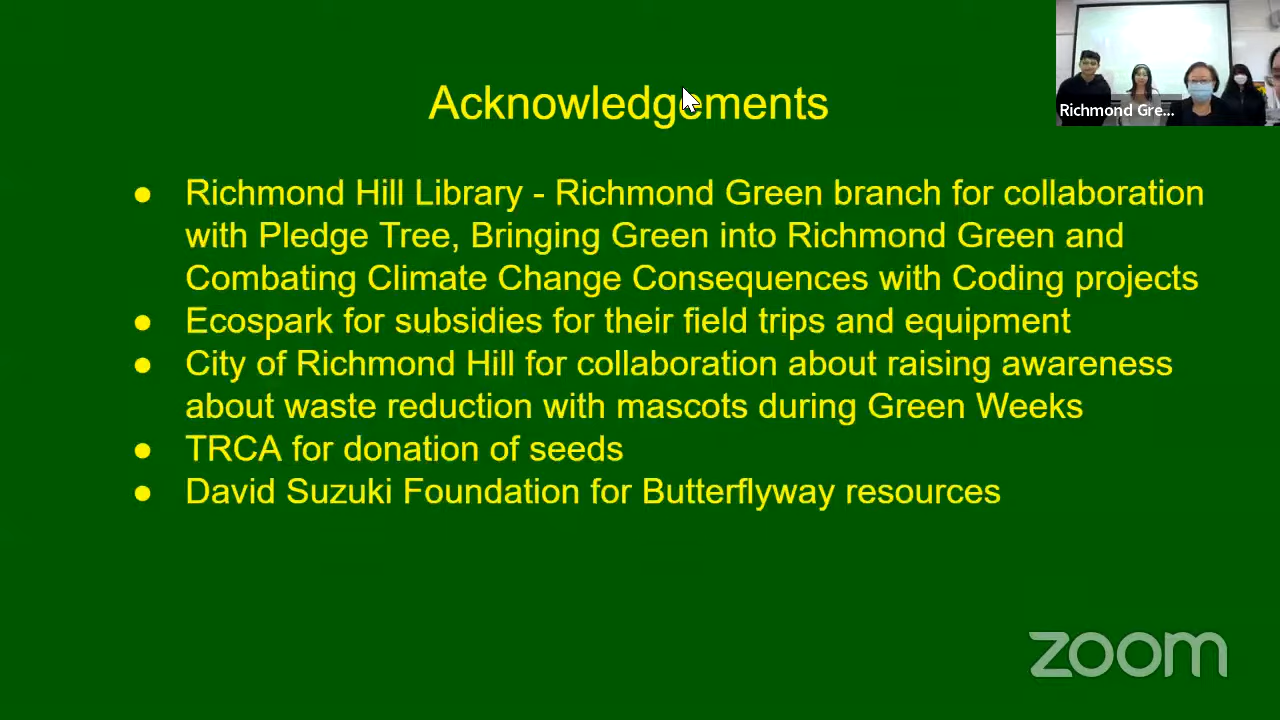 Acknowledgements
Richmond Gre...
● Richmond Hill Library - Richmond Green branch for collaboration
with Pledge Tree, Bringing Green into Richmond Green and
Combating Climate Change Consequences with Coding projects
● Ecospark for subsidies for their field trips and equipment
● City of Richmond Hill for collaboration about raising awareness
about waste reduction with mascots during Green Weeks
● TRCA for donation of seeds
● David Suzuki Foundation for Butterflyway resources
zoom